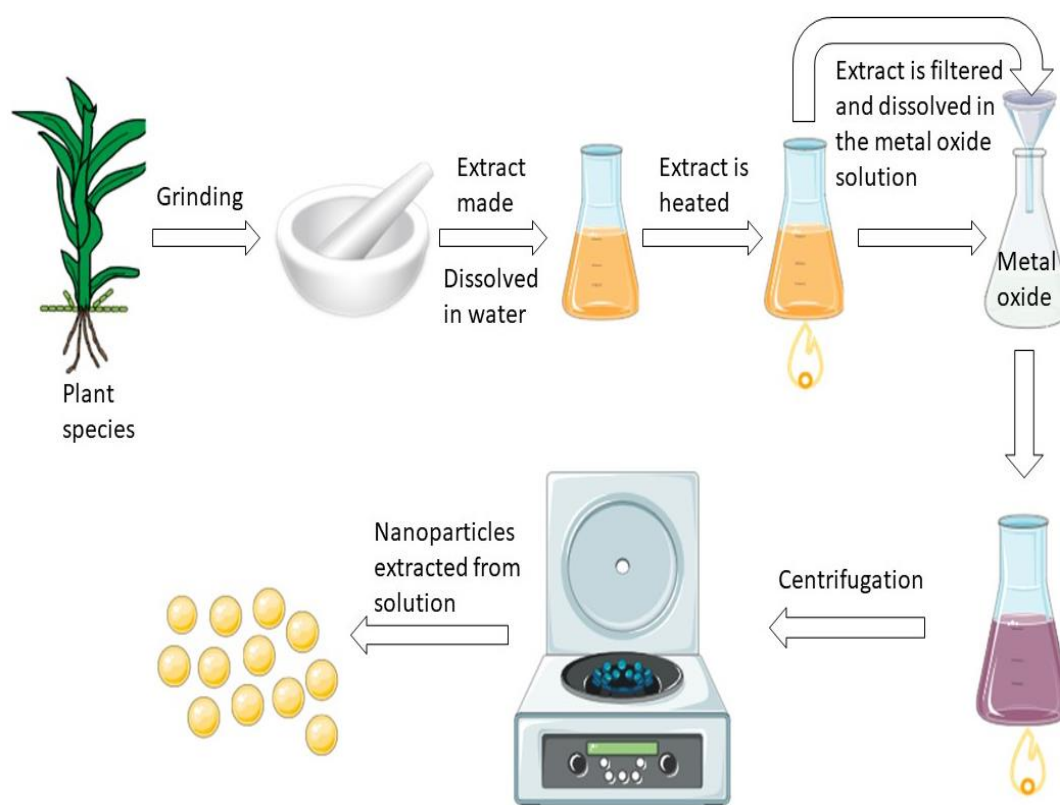 Grinding
Extract
made
Dissolved
in water
Extract is
heated
Extract is filtered
and dissolved in
the metal oxide
solution
Metal
oxide
Plant
species
Centrifugation
Nanoparticles
extracted from
solution